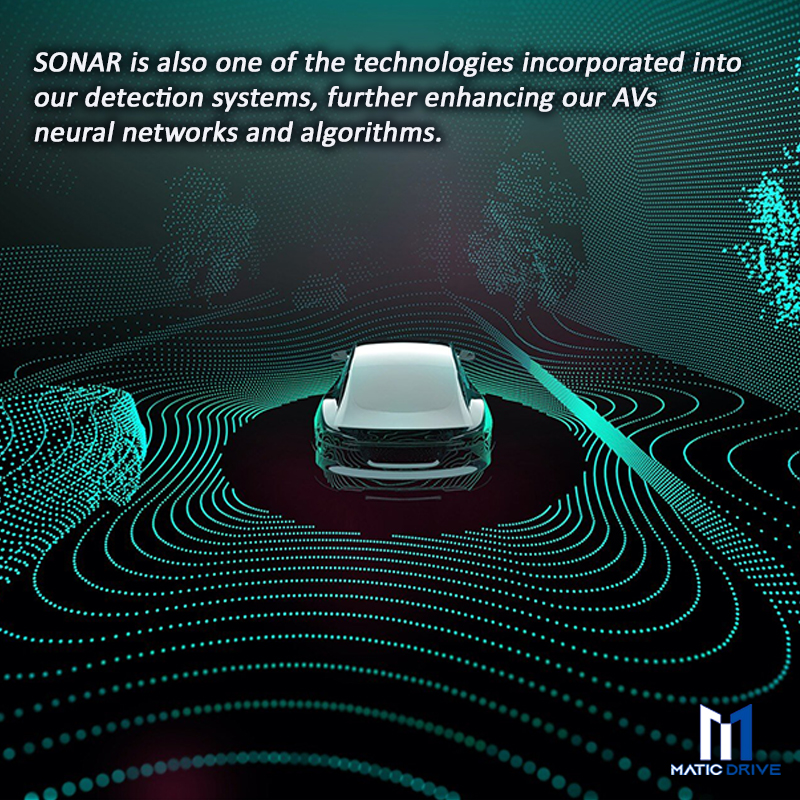 SONAR is also one of the technologies incorporated into
our detection systems, further enhancing our AVs
neural networks and algorithms.
MATIC DRIVE